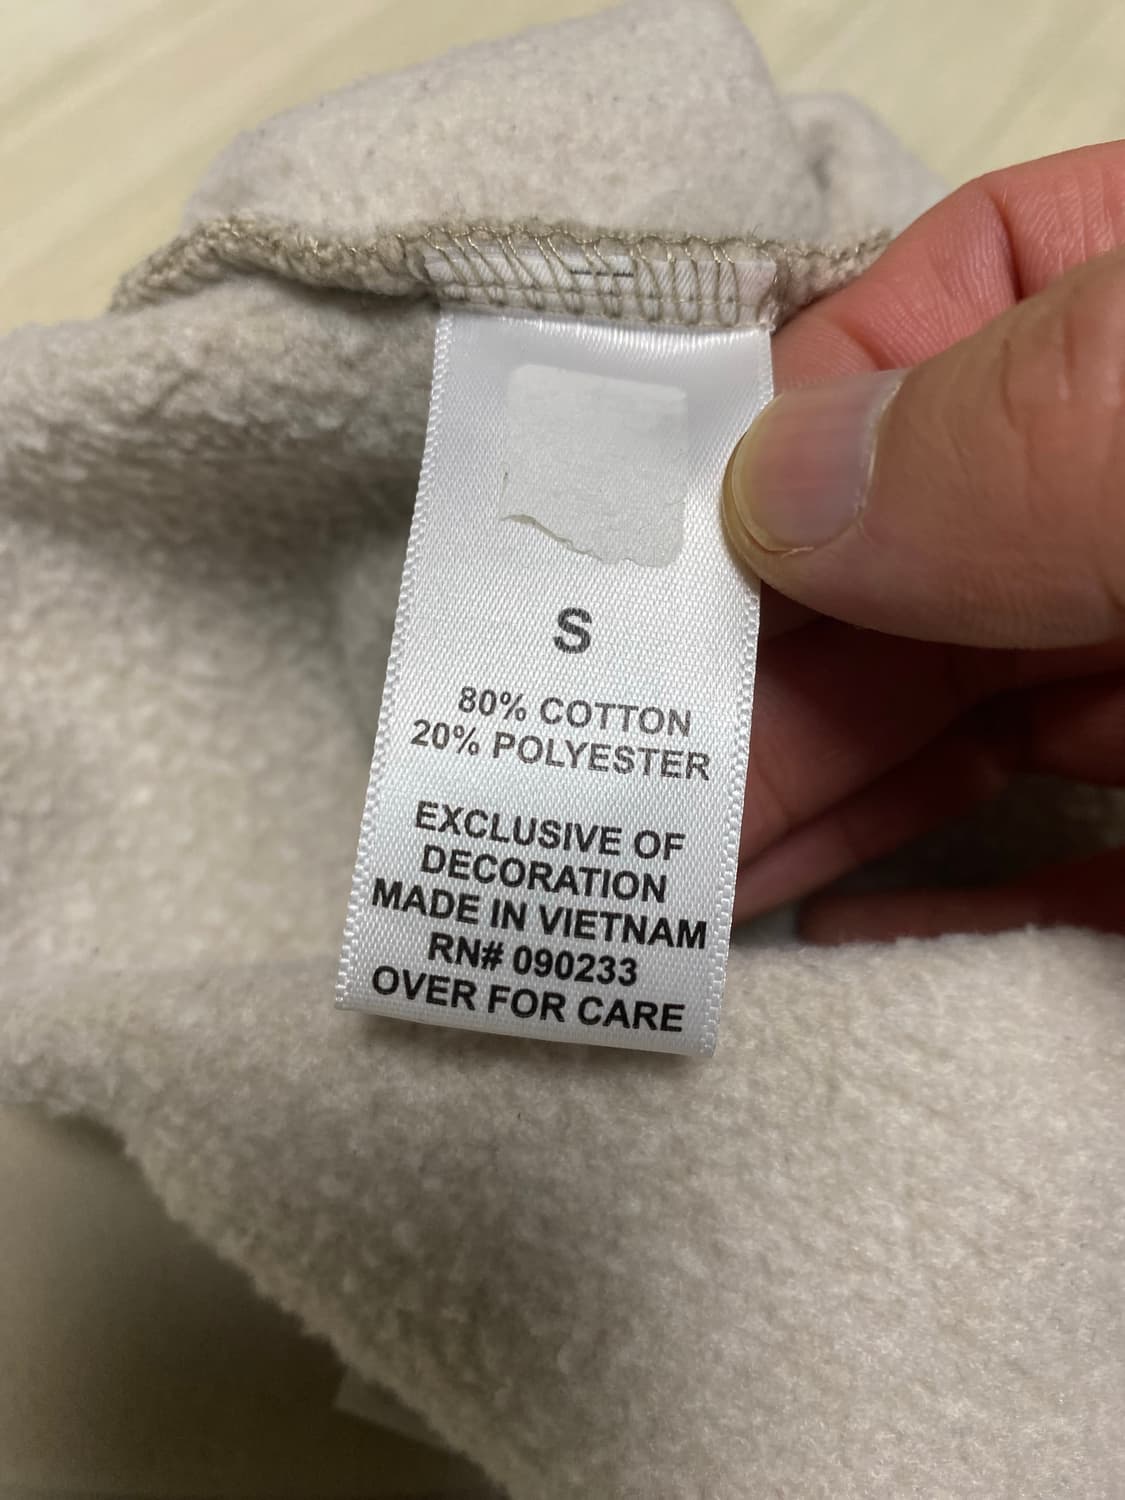 S
80% COTTON
20% POLYESTER
EXCLUSIVE OF
DECORATION
MADE IN VIETNAM
RN# 090233
OVER FOR CARE